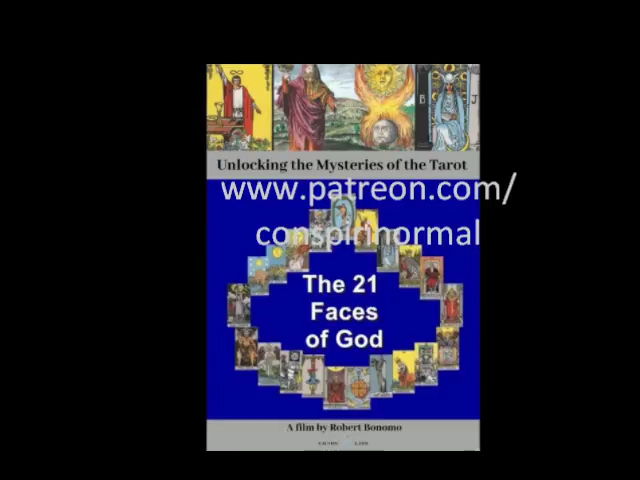 B J
Unlocking the Mysteries of the Tarot
www.patreon.com/
conspirinormal
The 21
Faces
of God
A film by Robert Bonomo